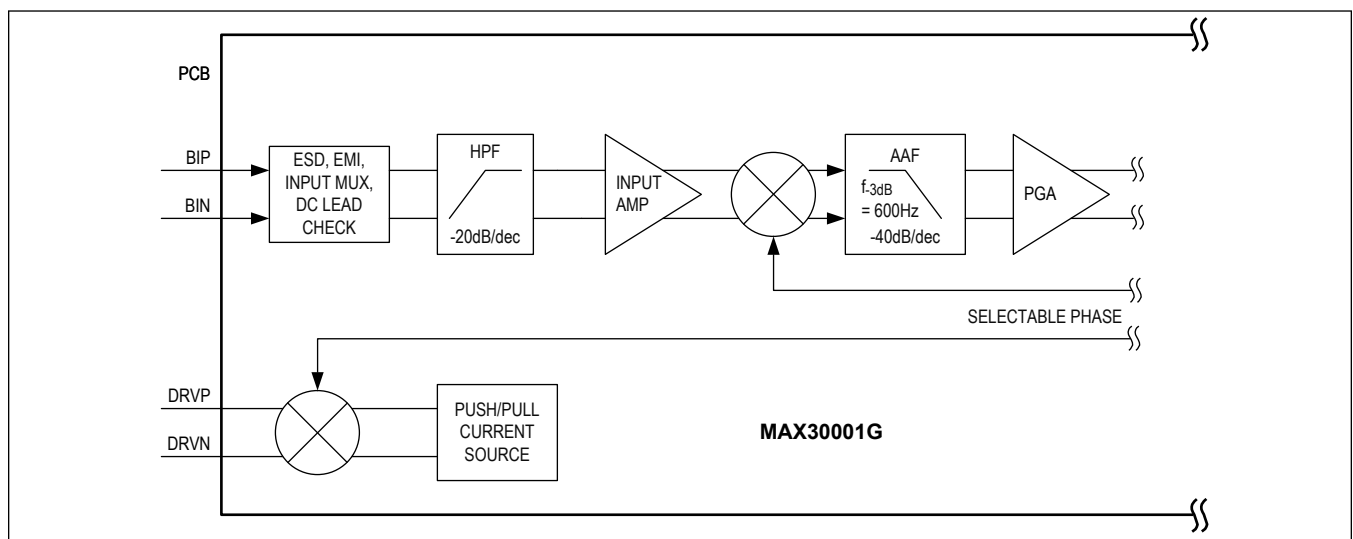 PCB
BIP
BIN
ESD, EMI,
INPUT MUX,
DC LEAD
CHECK
HPF
-20dB/dec
INPUT
AMP
AAF
f-3dB
= 600Hz
-40dB/dec
PGA
SELECTABLE PHASE
DRVP
DRVN
PUSH/PULL
CURRENT
SOURCE
MAX30001G